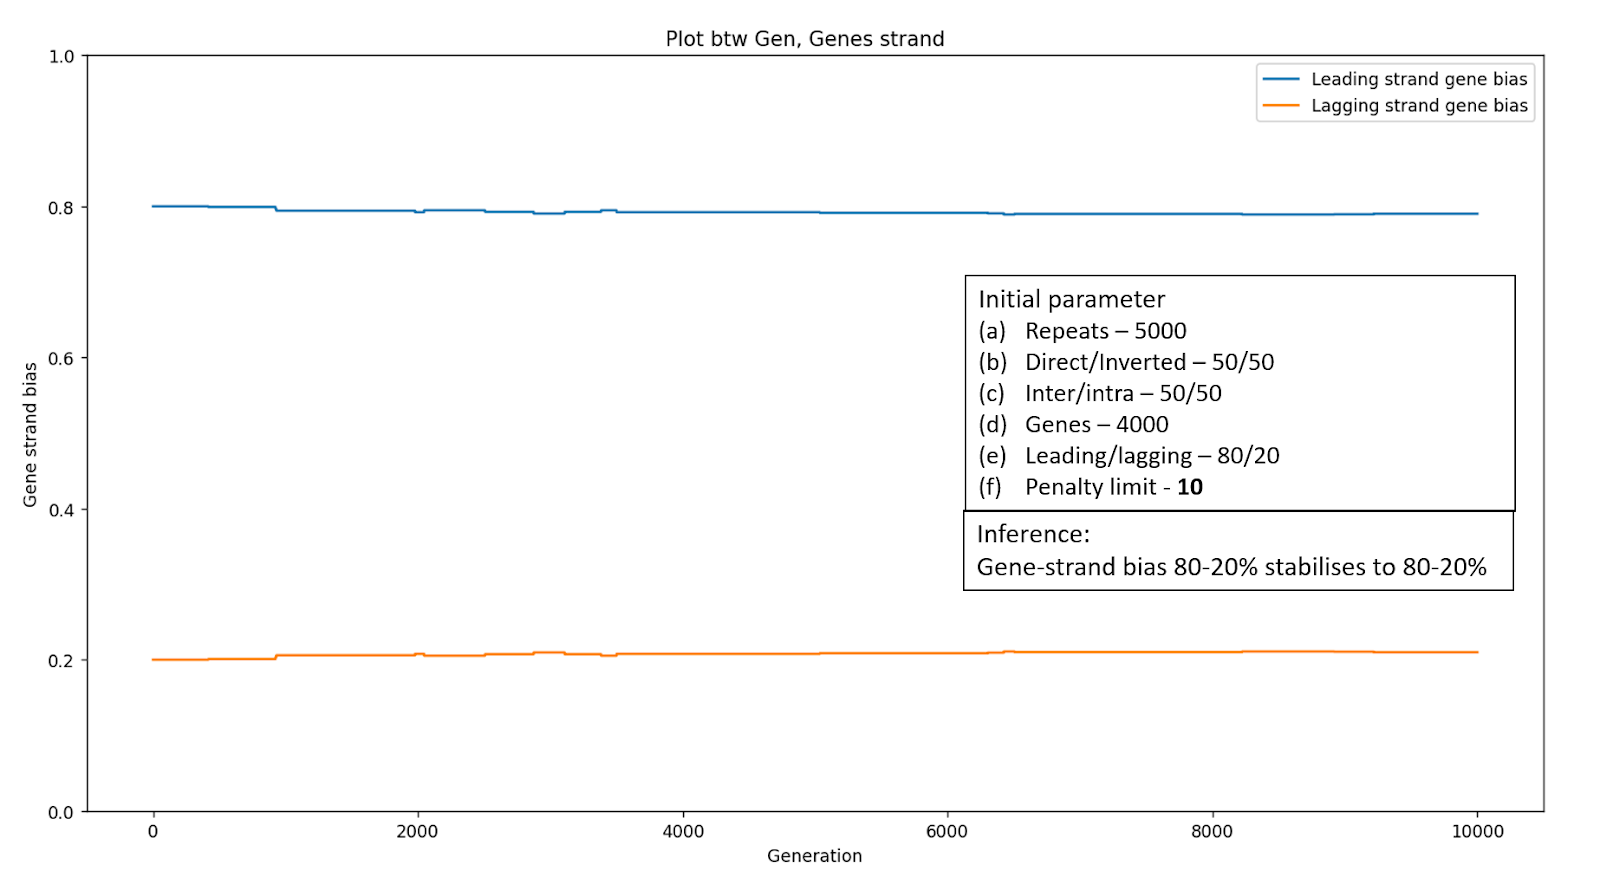 Plot btw Gen, Genes strand
Leading strand gene bias
Lagging strand gene bias
1.0
0.8
0.6
0.4
0.2
0.0
Gene strand bias
Initial parameter
(a) Repeats – 5000
(b) Direct/Inverted – 50/50
(c) Inter/intra – 50/50
(d) Genes – 4000
(e) Leading/lagging – 80/20
(f) Penalty limit - 10
Inference:
Gene-strand bias 80-20% stabilises to 80-20%
0 2000 4000 6000 8000 10000
Generation